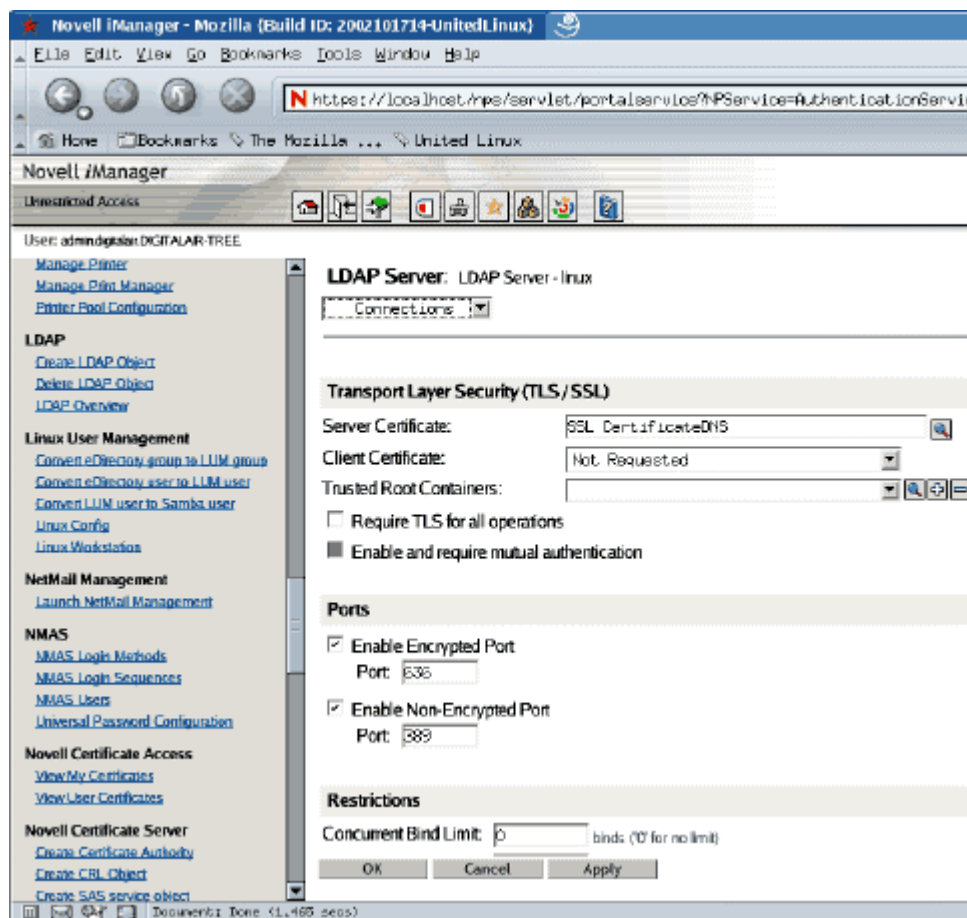 Novell iManager - Mozilla {Build ID: 2002101714-UnitedLinux}
File Edit View Go Bookmarks Tools Window Help
N https://localhost/nps/servlet/portalservice?NPService=AuthenticationServi
Home Bookmarks The Mozilla ... United Linux
Novell iManager
Unrestricted Access
User: admin.digitalair.DIGITALAIR-TREE
Manage Printer
Manage Print Manager
Printer Pool Configuration
LDAP
Create LDAP Object
Delete LDAP Object
LDAP Overview
Linux User Management
Convert eDirectory group to LUM group
Convert eDirectory user to LUM user
Convert LUM user to Samba user
Linux Config
Linux Workstation
NetMail Management
Launch NetMail Management
NMAS
NMAS Login Methods
NMAS Login Sequences
NMAS Users
Universal Password Configuration
Novell Certificate Access
View My Certificates
View User Certificates
Novell Certificate Server
Create Certificate Authority
Create CRL Object
Create SAS service object
LDAP Server: LDAP Server - linux
Connections
Transport Layer Security (TLS / SSL)
Server Certificate: SSL CertificateDNS
Client Certificate: Not Requested
Trusted Root Containers:
Require TLS for all operations
Enable and require mutual authentication
Ports
Enable Encrypted Port
Port: 636
Enable Non-Encrypted Port
Port: 389
Restrictions
Concurrent Bind Limit: 0 binds ('0' for no limit)
OK Cancel Apply
Document: Done (1.465 secs)